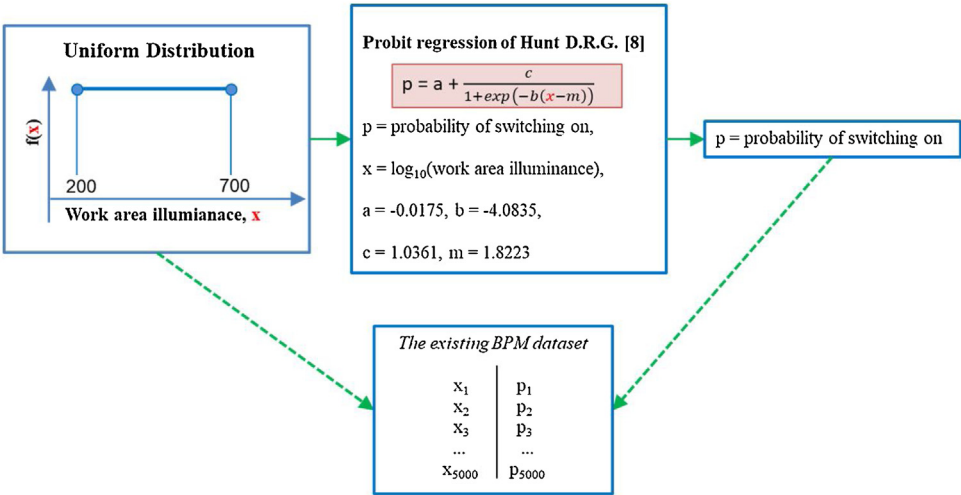 Uniform Distribution
f(x)
200
700
Work area illumianace, x
Probit regression of Hunt D.R.G. [8]
p = a + c / 1+exp(−b(x−m))
p = probability of switching on,
x = log₁₀(work area illuminance),
a = -0.0175, b = -4.0835,
c = 1.0361, m = 1.8223
p = probability of switching on
The existing BPM dataset
x₁ p₁
x₂ p₂
x₃ p₃
... ...
x₅₀₀₀ p₅₀₀₀